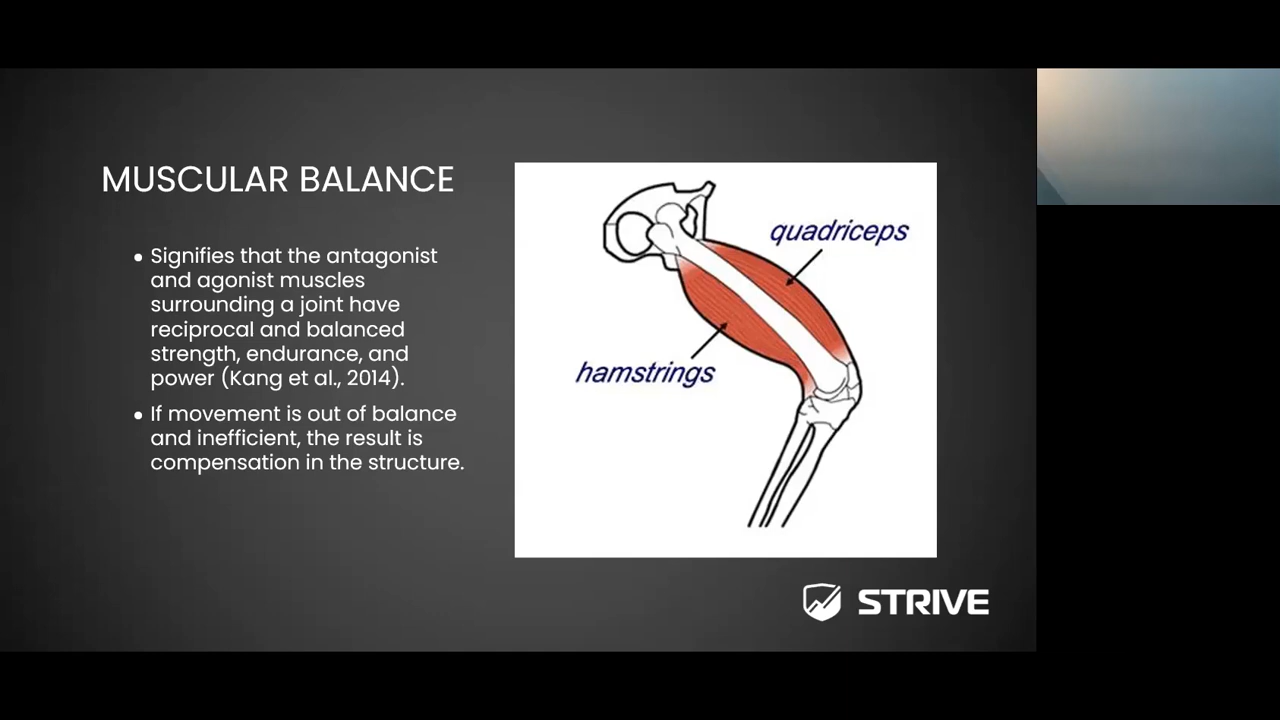 MUSCULAR BALANCE
• Signifies that the antagonist
and agonist muscles
surrounding a joint have
reciprocal and balanced
strength, endurance, and
power (Kang et al., 2014).
• If movement is out of balance
and inefficient, the result is
compensation in the structure.
quadriceps
hamstrings
STRIVE